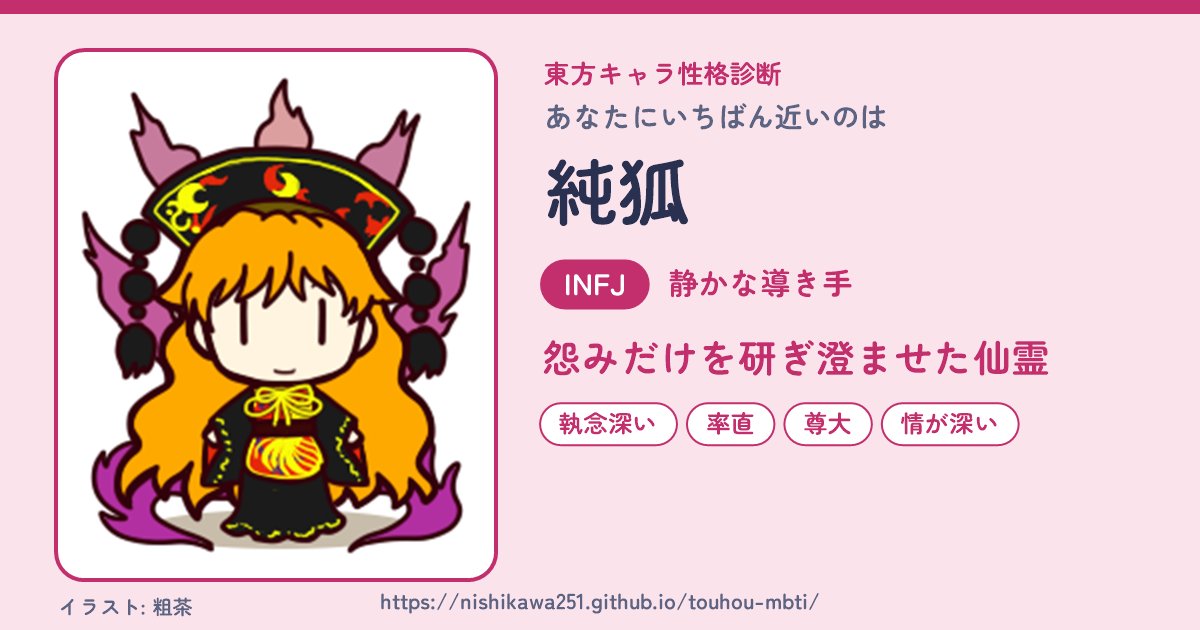 東方キャラ性格診断
あなたにいちばん近いのは
純狐
INFJ 静かな導き手
怨みだけを研ぎ澄ませた仙霊
執念深い 率直 尊大 情が深い
イラスト: 粗茶
https://nishikawa251.github.io/touhou-mbti/